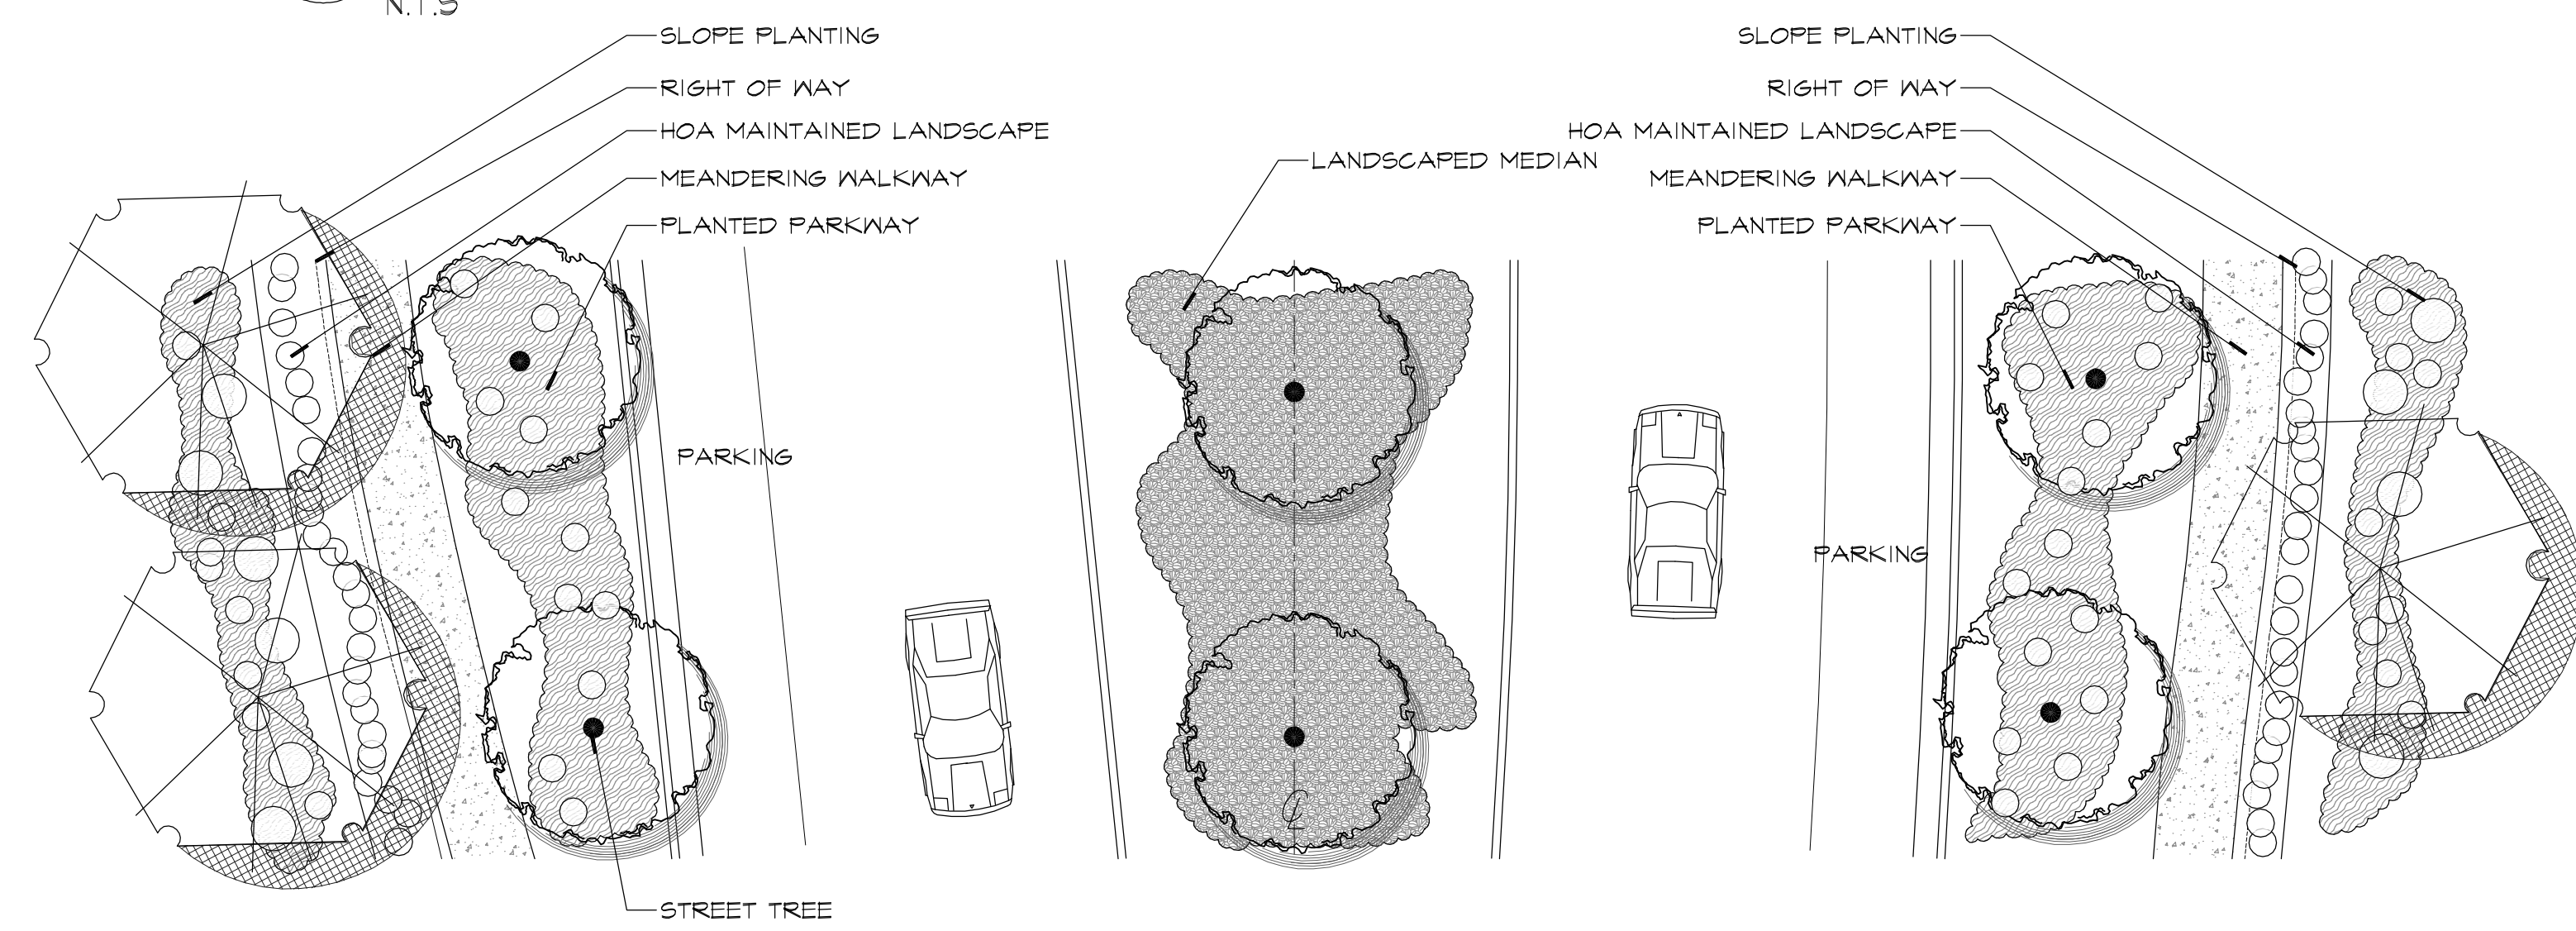 N.T.S
SLOPE PLANTING
RIGHT OF WAY
HOA MAINTAINED LANDSCAPE
MEANDERING WALKWAY
PLANTED PARKWAY
LANDSCAPED MEDIAN
SLOPE PLANTING
RIGHT OF WAY
HOA MAINTAINED LANDSCAPE
MEANDERING WALKWAY
PLANTED PARKWAY
PARKING
PARKING
CL
STREET TREE